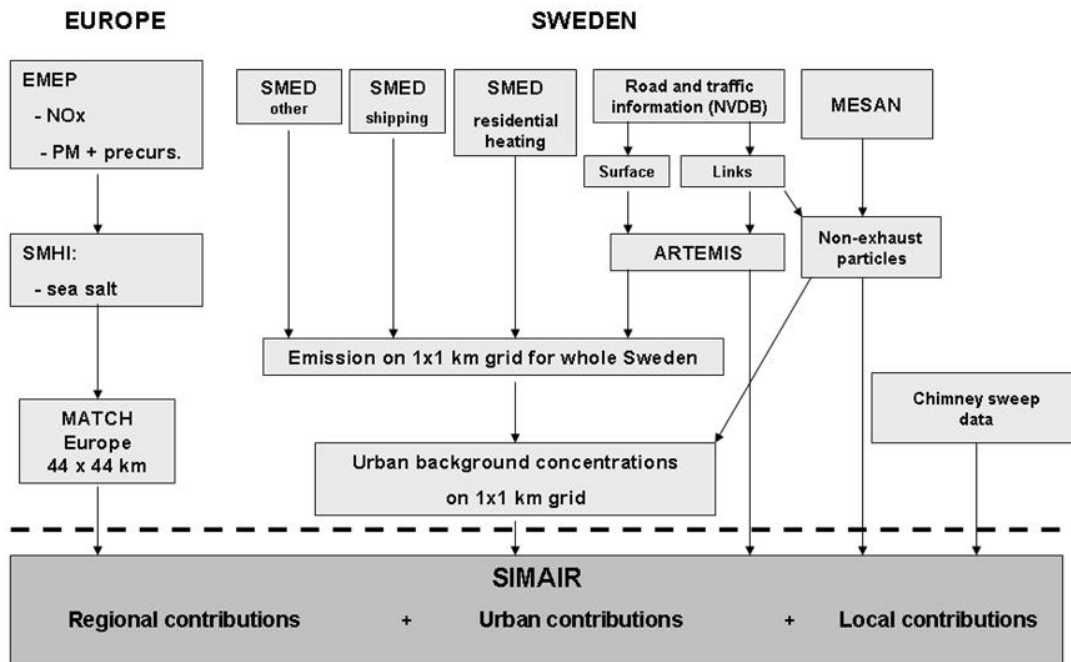 EUROPE
SWEDEN
EMEP
- NOx
- PM + precurs.
SMHI:
- sea salt
MATCH
Europe
44 x 44 km
SMED
other
SMED
shipping
SMED
residential
heating
Road and traffic
information (NVDB)
MESAN
Surface
Links
ARTEMIS
Non-exhaust
particles
Emission on 1x1 km grid for whole Sweden
Chimney sweep
data
Urban background concentrations
on 1x1 km grid
SIMAIR
Regional contributions + Urban contributions + Local contributions